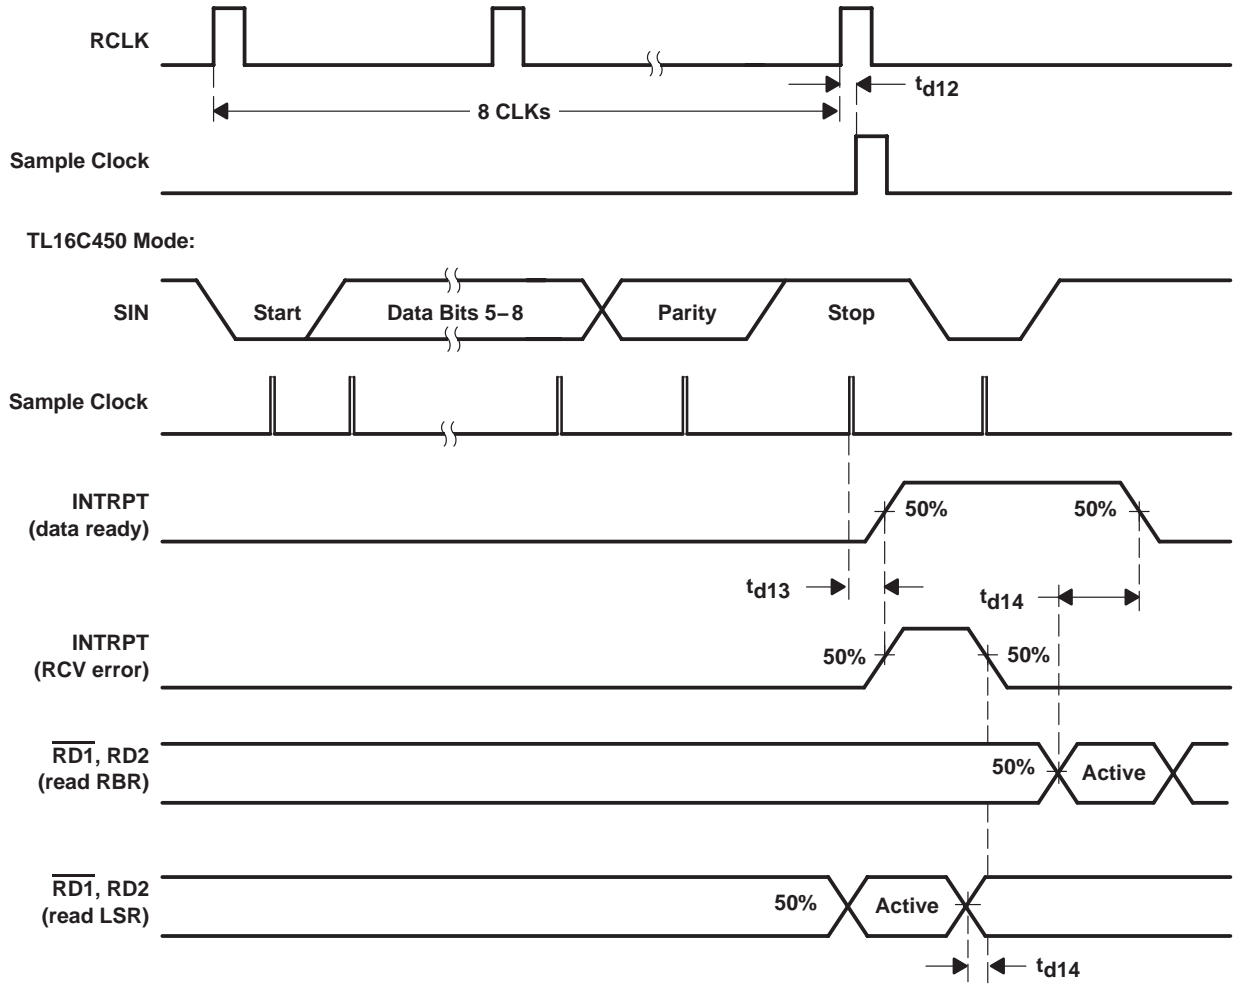 RCLK
td12
8 CLKs
Sample Clock
TL16C450 Mode:
SIN
Start
Data Bits 5–8
Parity
Stop
Sample Clock
INTRPT
(data ready)
50%
50%
td13
td14
INTRPT
(RCV error)
50%
50%
RD1, RD2
(read RBR)
50%
Active
RD1, RD2
(read LSR)
50%
Active
td14